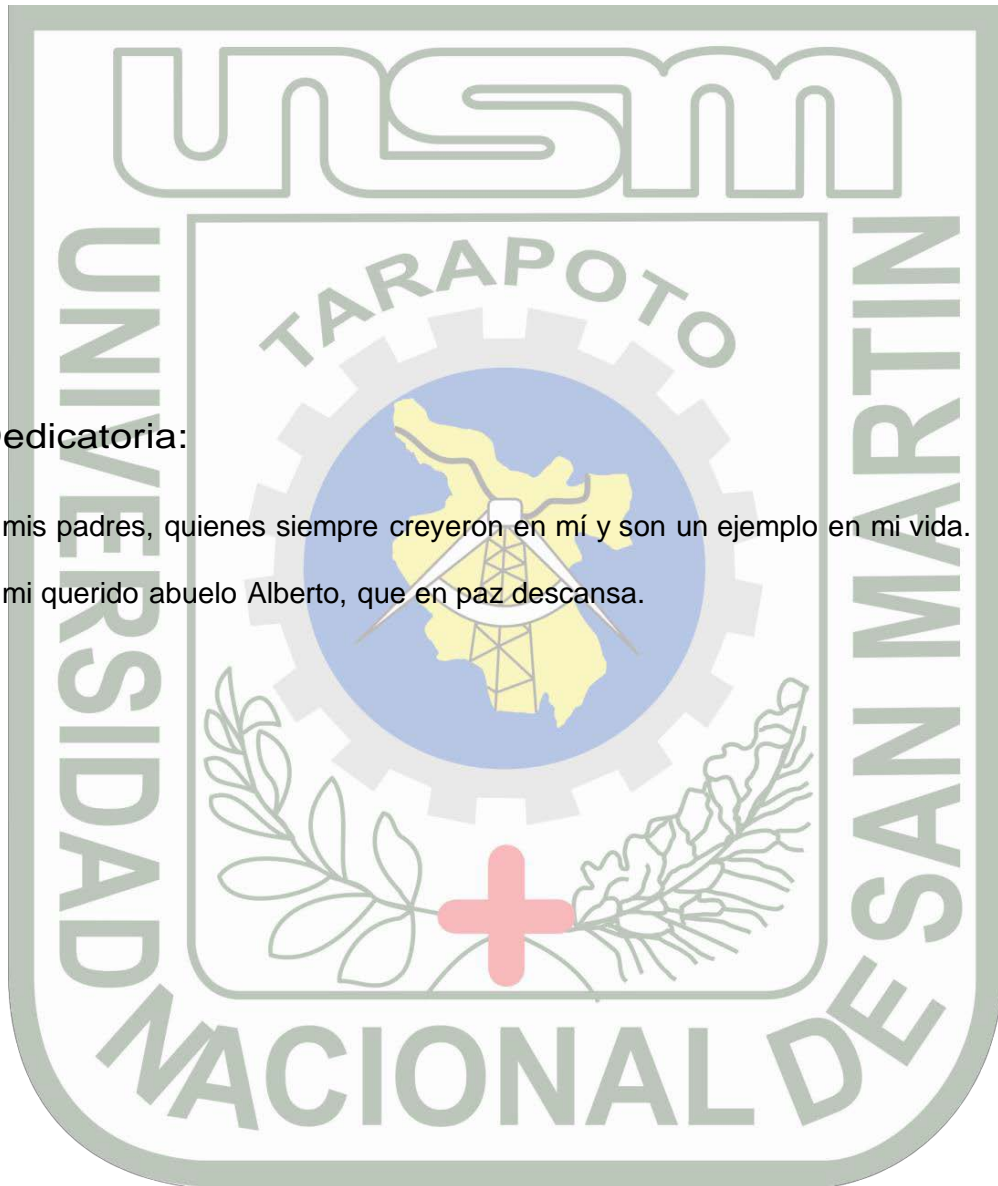 unsm
TARAPOTO
UNIVERSIDAD NACIONAL DE SAN MARTIN
edicatoria:
mis padres, quienes siempre creyeron en mí y son un ejemplo en mi vida.
mi querido abuelo Alberto, que en paz descansa.